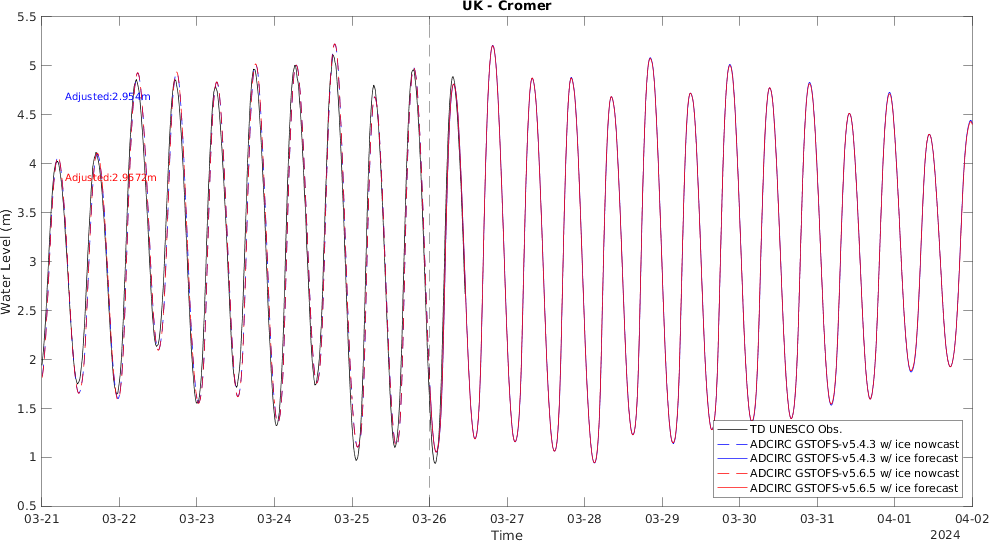 UK - Cromer
5.5
5
4.5
4
3.5
3
2.5
2
1.5
1
0.5
Water Level (m)
Adjusted:2.954m
Adjusted:2.9572m
TD UNESCO Obs.
ADCIRC GSTOFS-v5.4.3 w/ ice nowcast
ADCIRC GSTOFS-v5.4.3 w/ ice forecast
ADCIRC GSTOFS-v5.6.5 w/ ice nowcast
ADCIRC GSTOFS-v5.6.5 w/ ice forecast
03-21 03-22 03-23 03-24 03-25 03-26 03-27 03-28 03-29 03-30 03-31 04-01 04-02
Time
2024